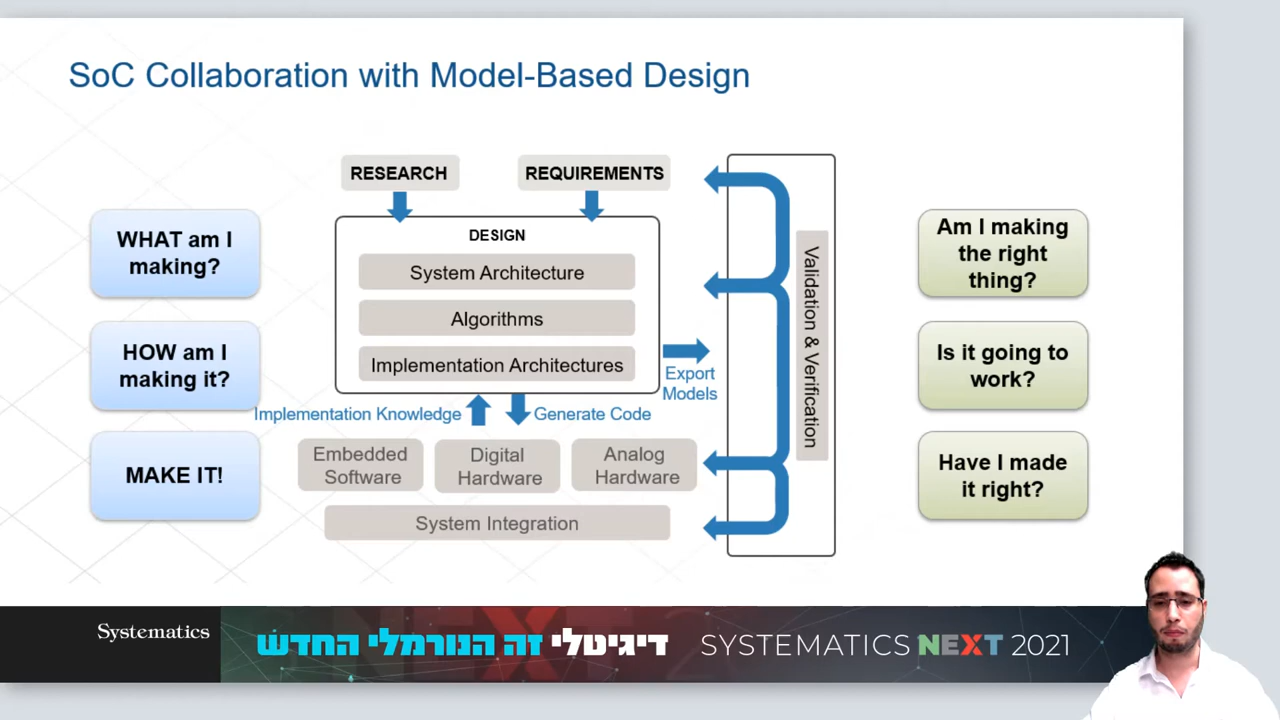 SoC Collaboration with Model-Based Design
RESEARCH
REQUIREMENTS
WHAT am I
making?
HOW am I
making it?
MAKE IT!
DESIGN
System Architecture
Algorithms
Implementation Architectures
Export
Models
Implementation Knowledge
Generate Code
Embedded
Software
Digital
Hardware
Analog
Hardware
System Integration
Validation & Verification
Am I making
the right
thing?
Is it going to
work?
Have I made
it right?
Systematics
דיגיטלי זה הנורמלי החדש
SYSTEMATICS NEXT 2021